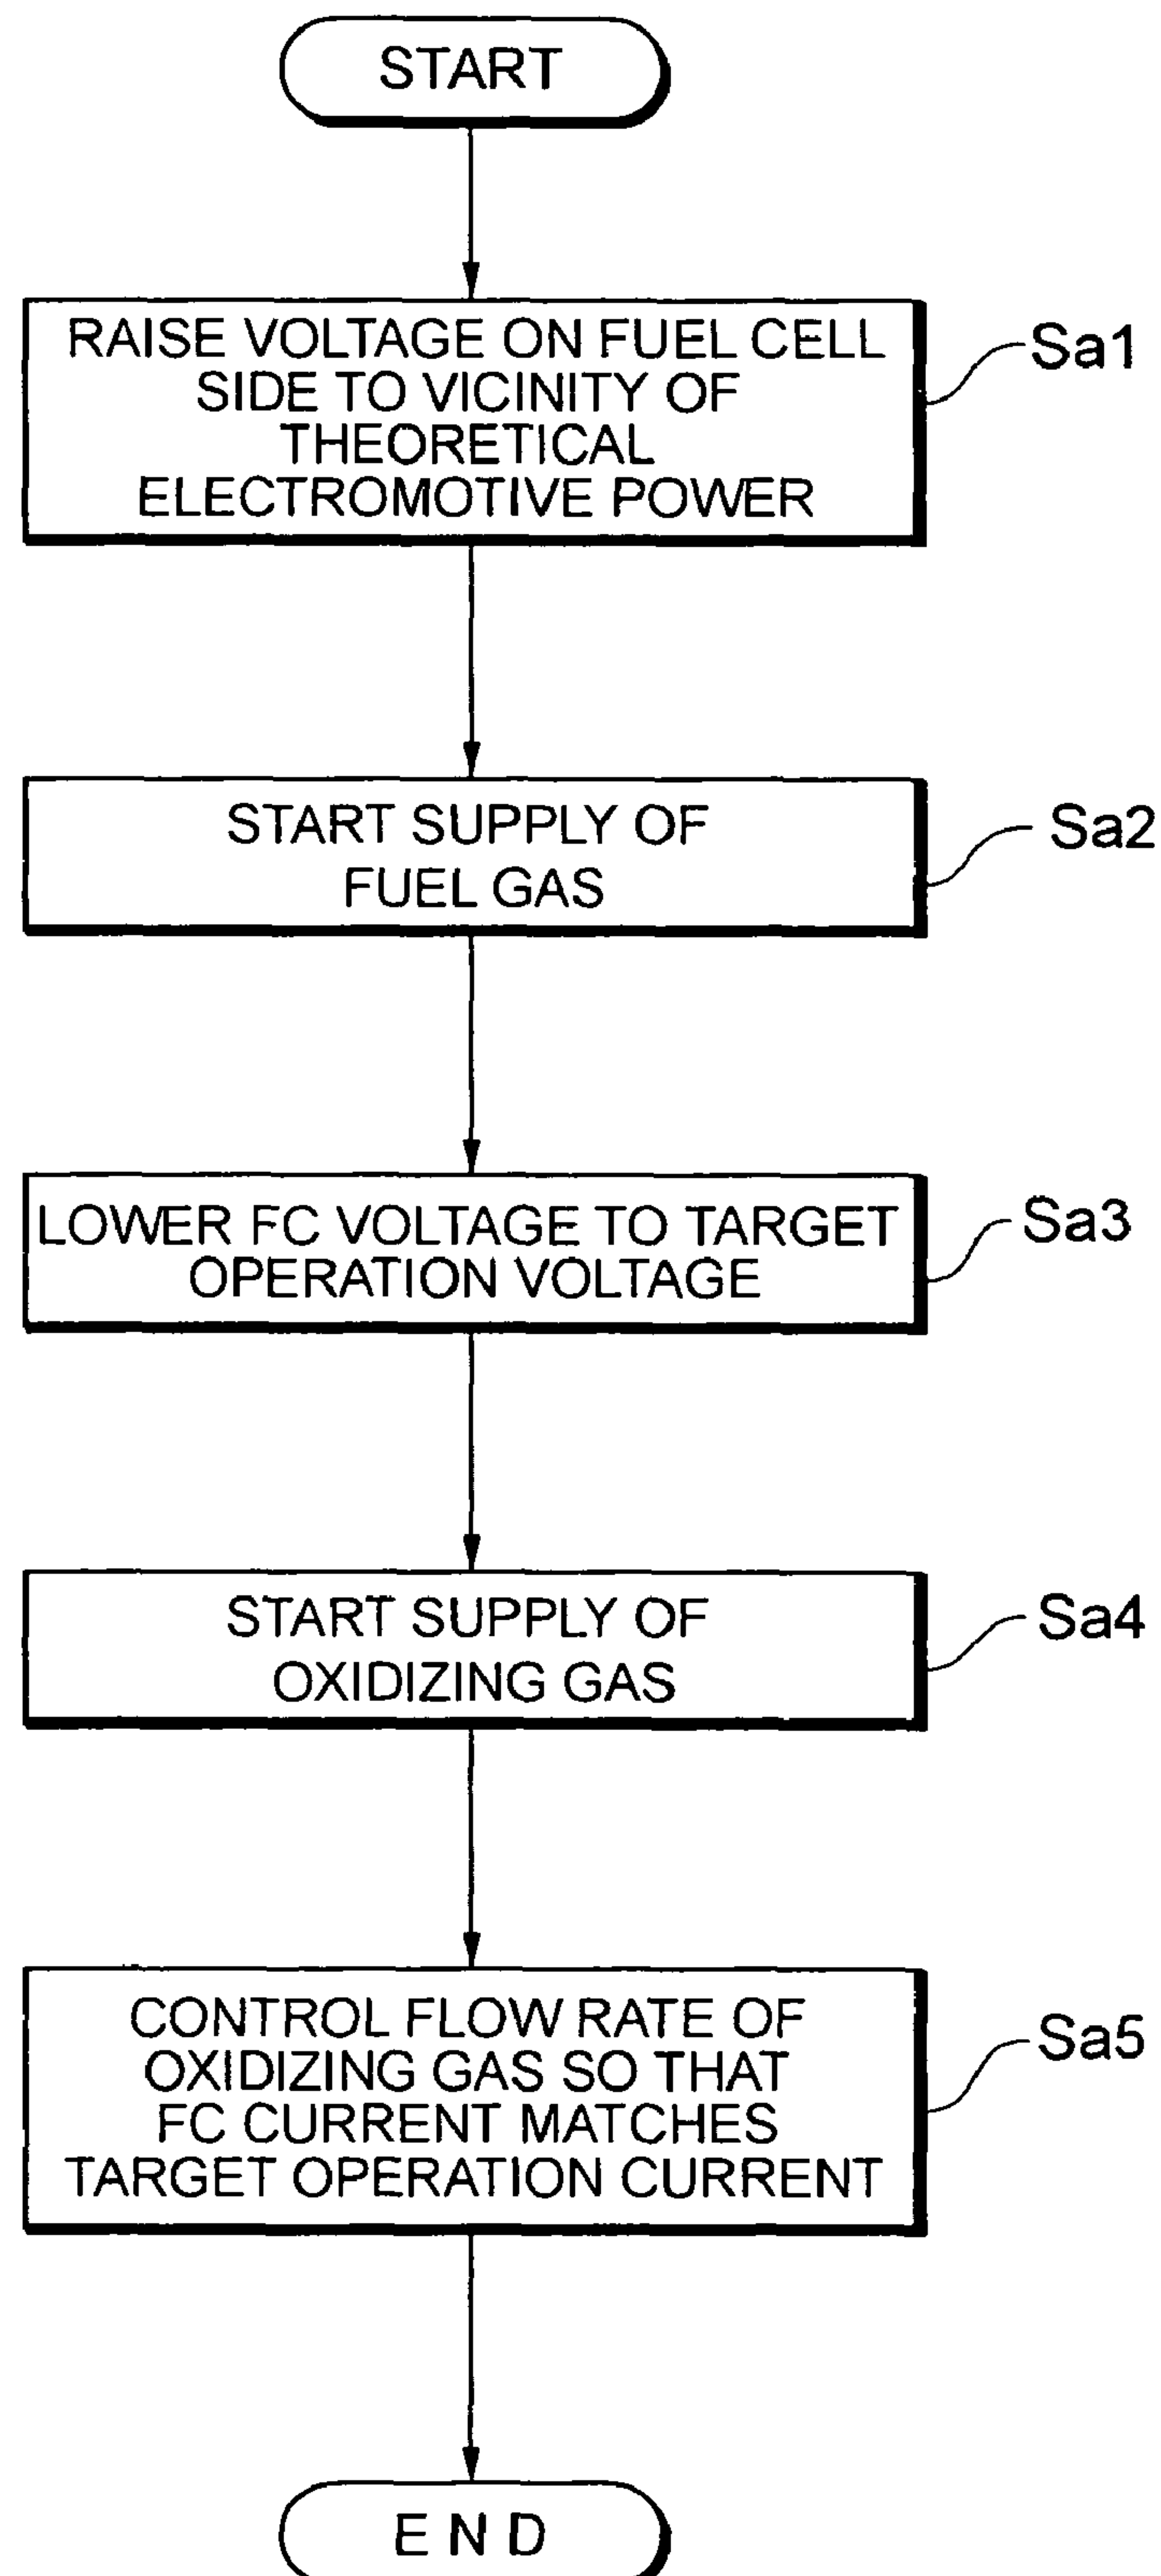 START
RAISE VOLTAGE ON FUEL CELL
SIDE TO VICINITY OF
THEORETICAL
ELECTROMOTIVE POWER
Sa1
START SUPPLY OF
FUEL GAS
Sa2
LOWER FC VOLTAGE TO TARGET
OPERATION VOLTAGE
Sa3
START SUPPLY OF
OXIDIZING GAS
Sa4
CONTROL FLOW RATE OF
OXIDIZING GAS SO THAT
FC CURRENT MATCHES
TARGET OPERATION CURRENT
Sa5
END